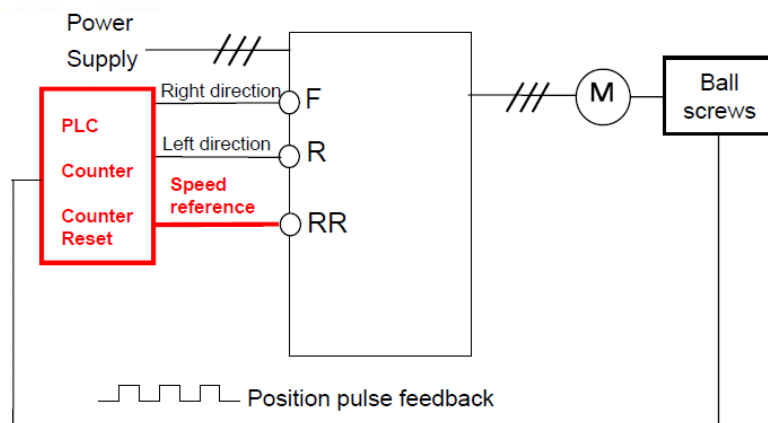 Power
Supply
Right direction
F
PLC
Left direction
R
Counter
Speed
reference
Counter
Reset
RR
M
Ball
screws
Position pulse feedback